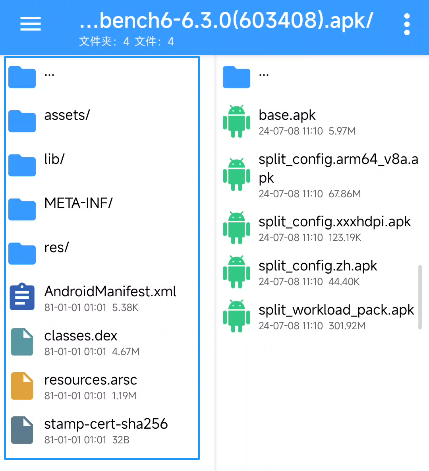 ...bench6-6.3.0(603408).apk/
文件夹：4 文件：4
...
assets/
lib/
META-INF/
res/
AndroidManifest.xml
81-01-01 01:01 5.38K
classes.dex
81-01-01 01:01 4.67M
resources.arsc
81-01-01 01:01 1.19M
stamp-cert-sha256
81-01-01 01:01 32B
...
base.apk
24-07-08 11:10 5.97M
split_config.arm64_v8a.a
pk
24-07-08 11:10 67.86M
split_config.xxxhdpi.apk
24-07-08 11:10 123.19K
split_config.zh.apk
24-07-08 11:10 44.40K
split_workload_pack.apk
24-07-08 11:10 301.92M